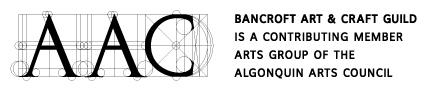 AAC
BANCROFT ART & CRAFT GUILD
IS A CONTRIBUTING MEMBER
ARTS GROUP OF THE
ALGONQUIN ARTS COUNCIL